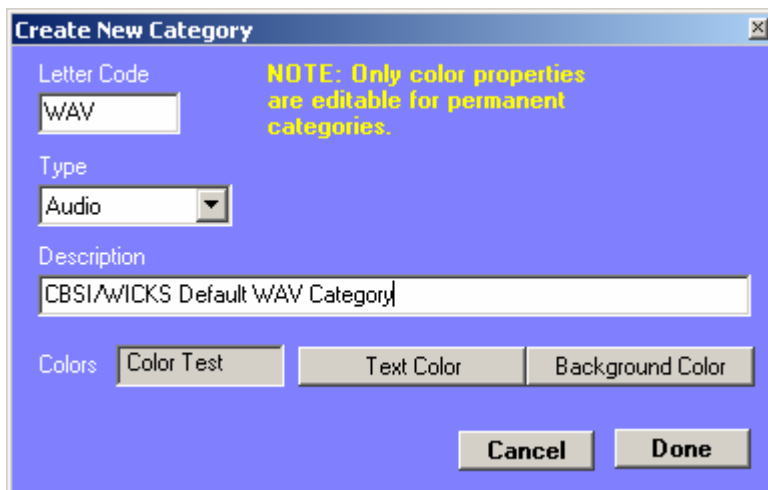 Create New Category
Letter Code
WAV
NOTE: Only color properties
are editable for permanent
categories.
Type
Audio
Description
CBSI/WICKS Default WAV Category
Colors Color Test Text Color Background Color
Cancel Done